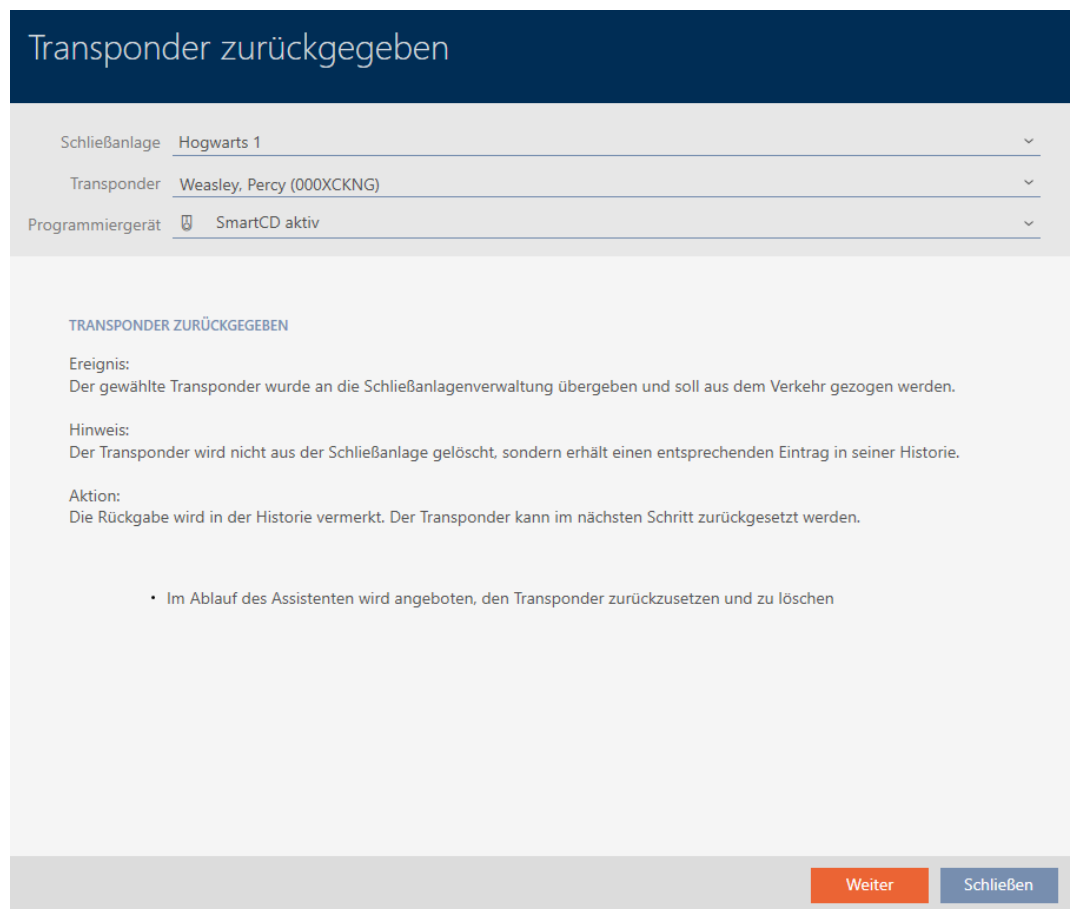 Transponder zurückgegeben
Schließanlage Hogwarts 1
Transponder Weasley, Percy (000XCKNG)
Programmiergerät SmartCD aktiv
TRANSPONDER ZURÜCKGEGEBEN
Ereignis:
Der gewählte Transponder wurde an die Schließanlagenverwaltung übergeben und soll aus dem Verkehr gezogen werden.
Hinweis:
Der Transponder wird nicht aus der Schließanlage gelöscht, sondern erhält einen entsprechenden Eintrag in seiner Historie.
Aktion:
Die Rückgabe wird in der Historie vermerkt. Der Transponder kann im nächsten Schritt zurückgesetzt werden.
• Im Ablauf des Assistenten wird angeboten, den Transponder zurückzusetzen und zu löschen
Weiter Schließen